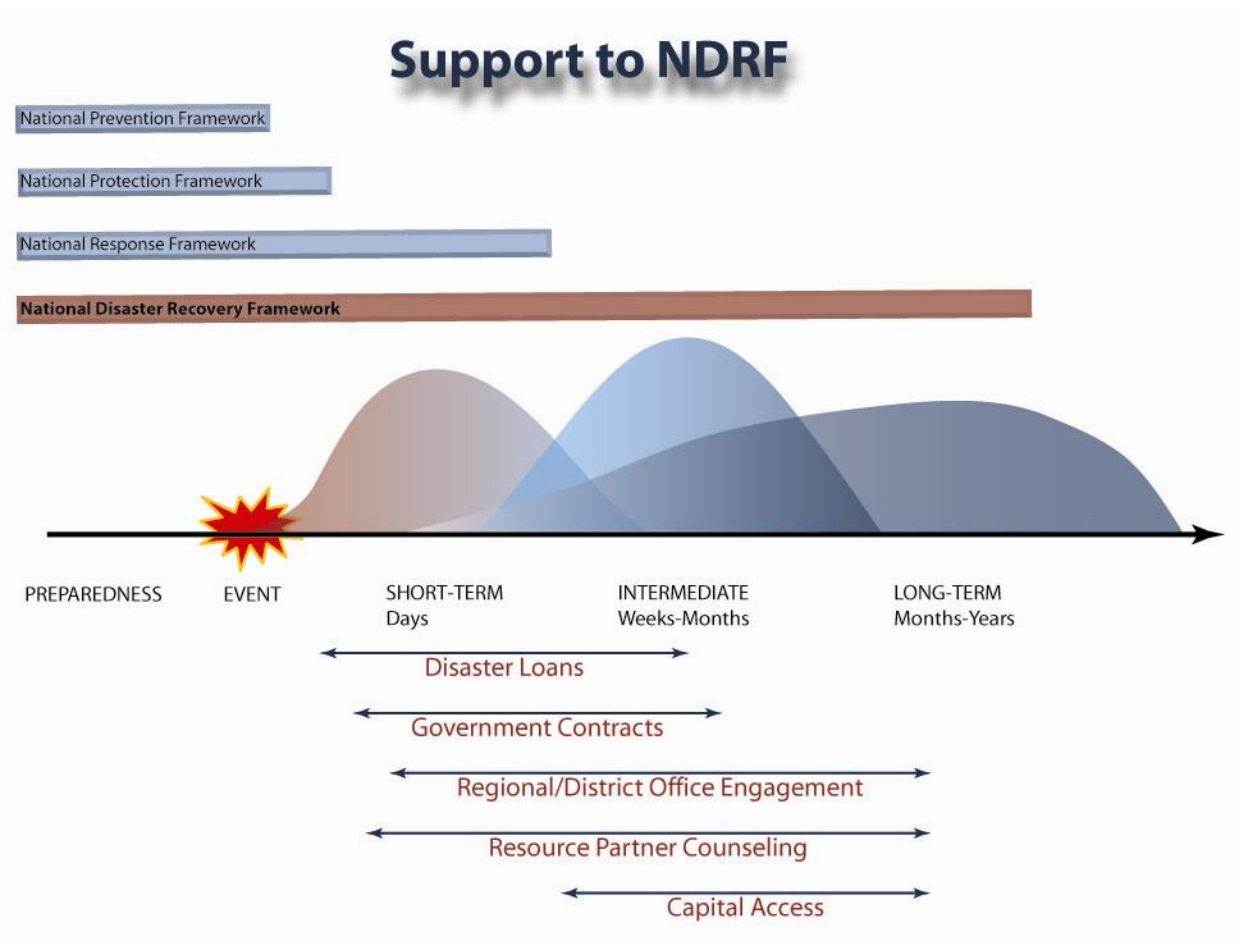 Support to NDRF
National Prevention Framework
National Protection Framework
National Response Framework
National Disaster Recovery Framework
PREPAREDNESS
EVENT
SHORT-TERM
Days
INTERMEDIATE
Weeks-Months
LONG-TERM
Months-Years
Disaster Loans
Government Contracts
Regional/District Office Engagement
Resource Partner Counseling
Capital Access